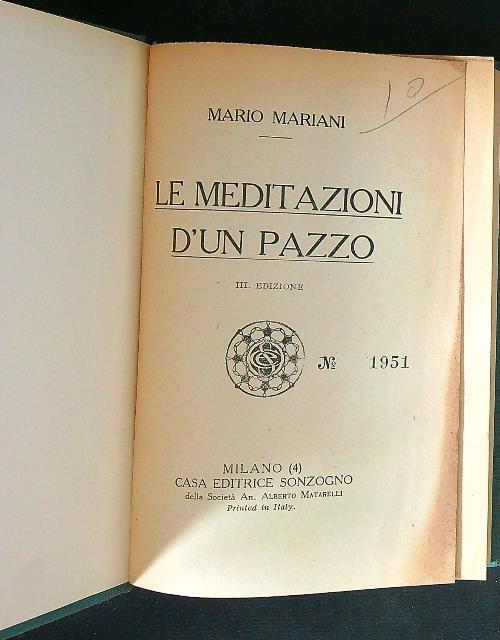 10
MARIO MARIANI
LE MEDITAZIONI
D'UN PAZZO
III. EDIZIONE
№ 1951
MILANO (4)
CASA EDITRICE SONZOGNO
della Società An. ALBERTO MATARELLI
Printed in Italy.